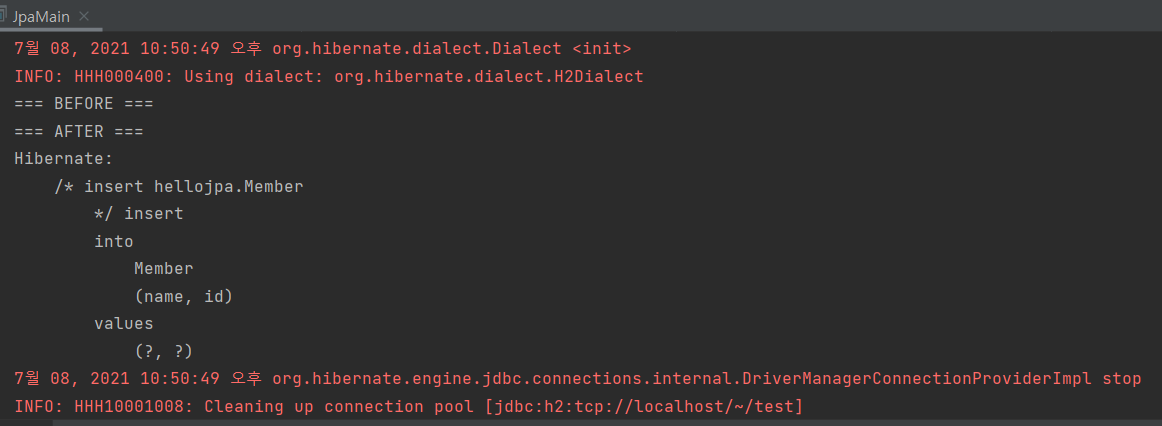 JpaMain
7월 08, 2021 10:50:49 오후 org.hibernate.dialect.Dialect <init>
INFO: HHH000400: Using dialect: org.hibernate.dialect.H2Dialect
=== BEFORE ===
=== AFTER ===
Hibernate:
    /* insert hellojpa.Member
        */ insert
        into
            Member
            (name, id)
        values
            (?, ?)
7월 08, 2021 10:50:49 오후 org.hibernate.engine.jdbc.connections.internal.DriverManagerConnectionProviderImpl stop
INFO: HHH10001008: Cleaning up connection pool [jdbc:h2:tcp://localhost/~/test]